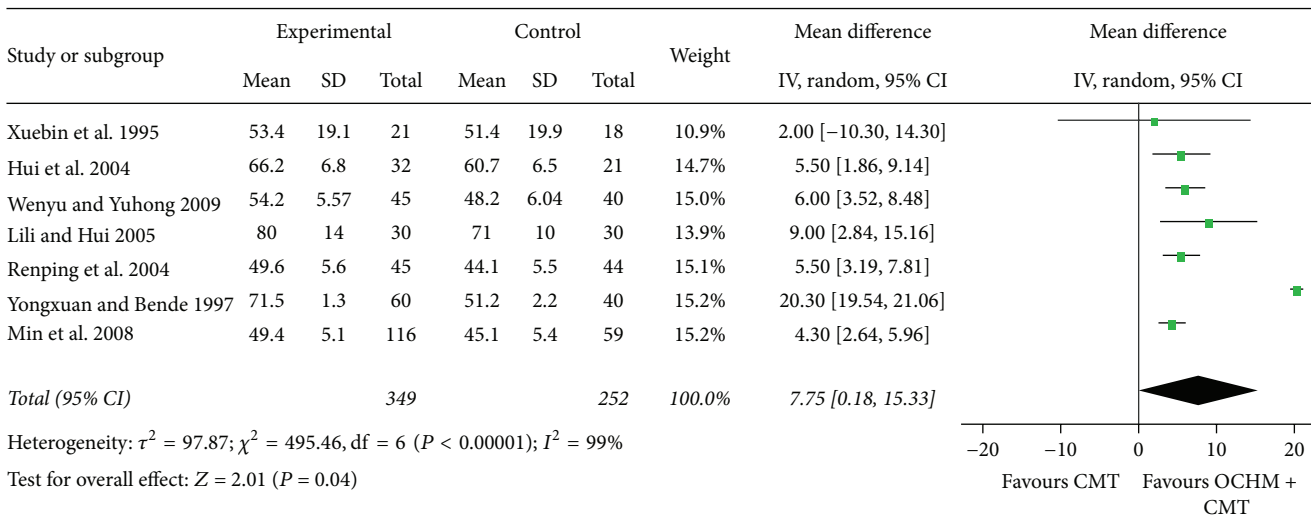 Experimental Control Mean difference Mean difference
Study or subgroup Weight
Mean SD Total Mean SD Total IV, random, 95% CI IV, random, 95% CI
Xuebin et al. 1995 53.4 19.1 21 51.4 19.9 18 10.9% 2.00 [−10.30, 14.30]
Hui et al. 2004 66.2 6.8 32 60.7 6.5 21 14.7% 5.50 [1.86, 9.14]
Wenyu and Yuhong 2009 54.2 5.57 45 48.2 6.04 40 15.0% 6.00 [3.52, 8.48]
Lili and Hui 2005 80 14 30 71 10 30 13.9% 9.00 [2.84, 15.16]
Renping et al. 2004 49.6 5.6 45 44.1 5.5 44 15.1% 5.50 [3.19, 7.81]
Yongxuan and Bende 1997 71.5 1.3 60 51.2 2.2 40 15.2% 20.30 [19.54, 21.06]
Min et al. 2008 49.4 5.1 116 45.1 5.4 59 15.2% 4.30 [2.64, 5.96]
Total (95% CI) 349 252 100.0% 7.75 [0.18, 15.33]
Heterogeneity: τ² = 97.87; χ² = 495.46, df = 6 (P < 0.00001); I² = 99%
Test for overall effect: Z = 2.01 (P = 0.04)
−20 −10 0 10 20
Favours CMT Favours OCHM +
CMT